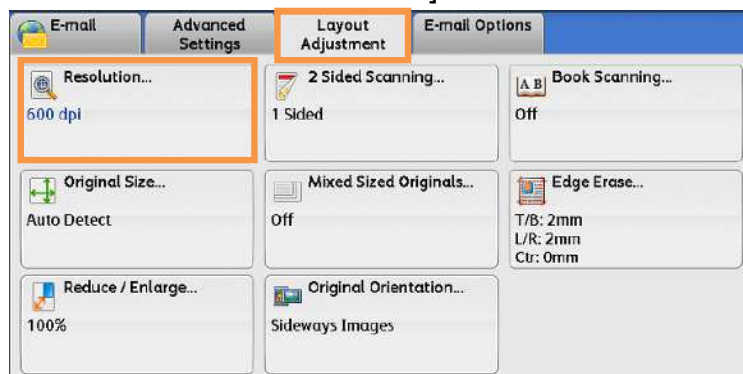 ]
E-mail
Advanced
Settings
Layout
Adjustment
E-mail Options
Resolution...
600 dpi
2 Sided Scanning...
1 Sided
A B
Book Scanning...
Off
Original Size...
Auto Detect
Mixed Sized Originals...
Off
Edge Erase...
T/B: 2mm
L/R: 2mm
Ctr: 0mm
Reduce / Enlarge...
100%
Original Orientation...
Sideways Images